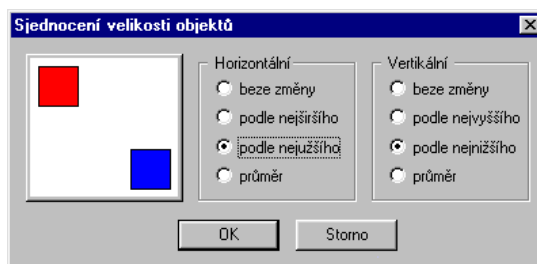 Sjednocení velikosti objektů
Horizontální
beze změny
podle nejširšího
podle nejužšího
průměr
Vertikální
beze změny
podle nejvyššího
podle nejnižšího
průměr
OK
Storno